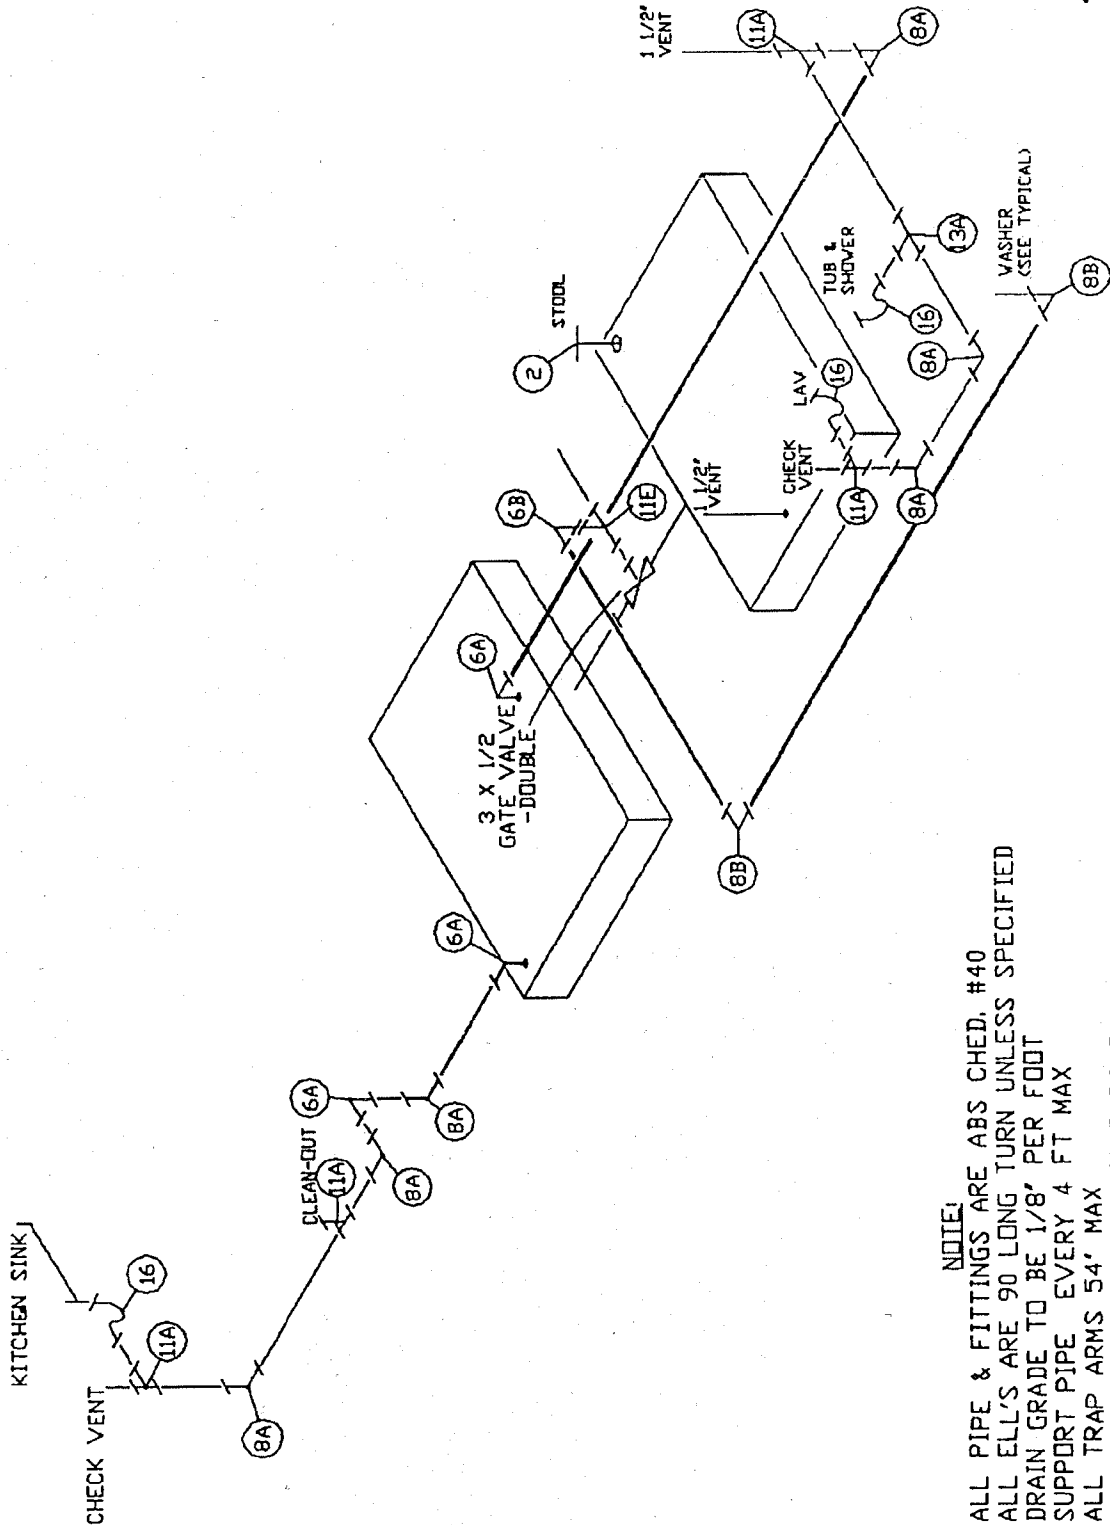 KITCHEN SINK
CHECK VENT
16
11A
8A
CLEAN-OUT
11A
6A
8A
8A
6A
3 X 1/2
GATE VALVE
-DOUBLE
6A
6B
11E
2
STOOL
1 1/2"
VENT
1 1/2"
VENT
11A
8A
CHECK
VENT
LAV
16
11A
8A
TUB &
SHOWER
16
13A
8A
WASHER
(SEE TYPICAL)
8B
8B
NOTE:
ALL PIPE & FITTINGS ARE ABS CHED. #40
ALL ELL'S ARE 90 LONG TURN UNLESS SPECIFIED
DRAIN GRADE TO BE 1/8" PER FOOT
SUPPORT PIPE EVERY 4 FT MAX
ALL TRAP ARMS 54" MAX